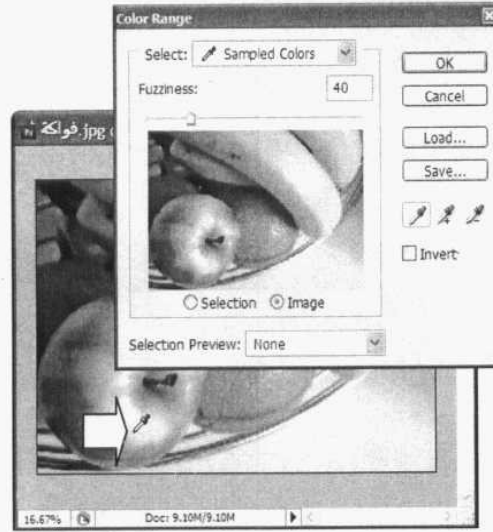 Color Range
Select: Sampled Colors
Fuzziness: 40
OK
Cancel
Load...
Save...
Invert
Selection Image
Selection Preview: None
فواكة.jpg
16.67% Doc: 9.10M/9.10M